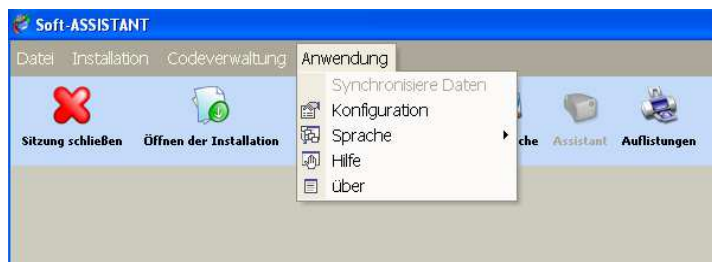 Soft-ASSISTANT
Datei Installation Codeverwaltung Anwendung
Synchronisiere Daten
Konfiguration
Sprache
Hilfe
über
Sitzung schließen Öffnen der Installation che Assistant Auflistungen